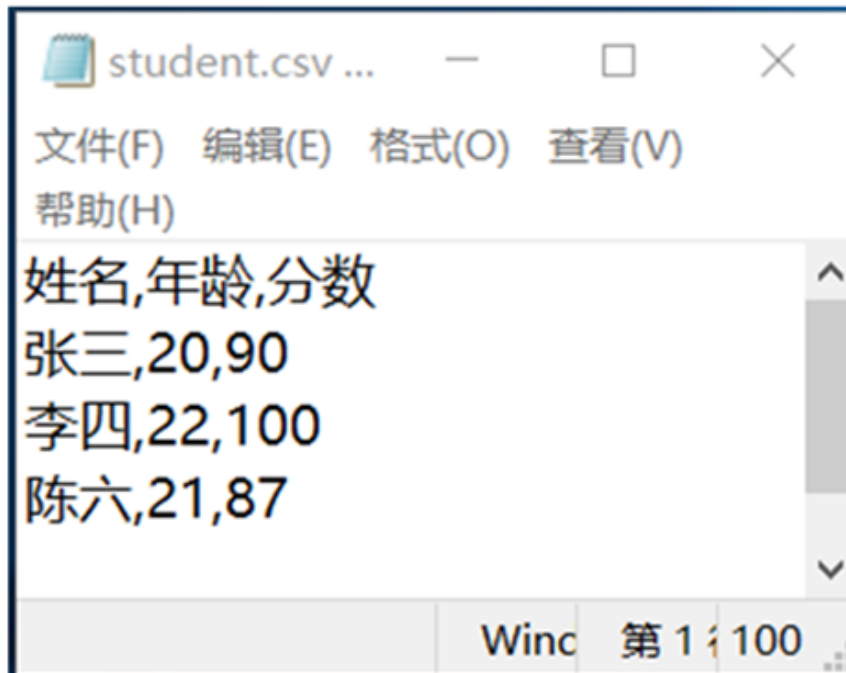 student.csv ...
文件(F) 编辑(E) 格式(O) 查看(V)
帮助(H)
姓名,年龄,分数
张三,20,90
李四,22,100
陈六,21,87
Winc 第 1 100